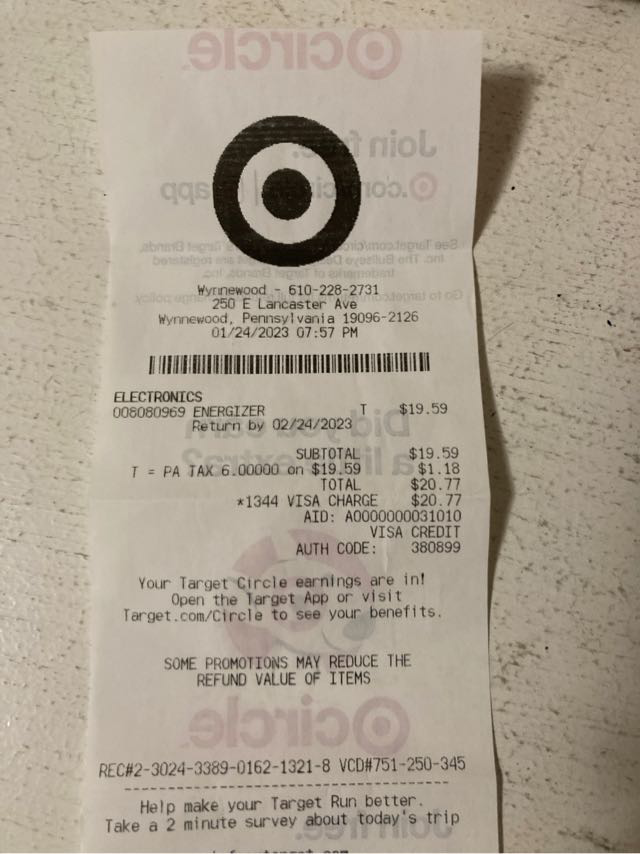 Wynnewood - 610-228-2731
250 E Lancaster Ave
Wynnewood, Pennsylvania 19096-2126
01/24/2023 07:57 PM
ELECTRONICS
008080969 ENERGIZER T $19.59
Return by 02/24/2023
SUBTOTAL $19.59
T = PA TAX 6.00000 on $19.59 $1.18
TOTAL $20.77
*1344 VISA CHARGE $20.77
AID: A0000000031010
VISA CREDIT
AUTH CODE: 380899
Your Target Circle earnings are in!
Open the Target App or visit
Target.com/Circle to see your benefits.
SOME PROMOTIONS MAY REDUCE THE
REFUND VALUE OF ITEMS
REC#2-3024-3389-0162-1321-8 VCD#751-250-345
Help make your Target Run better.
Take a 2 minute survey about today's trip